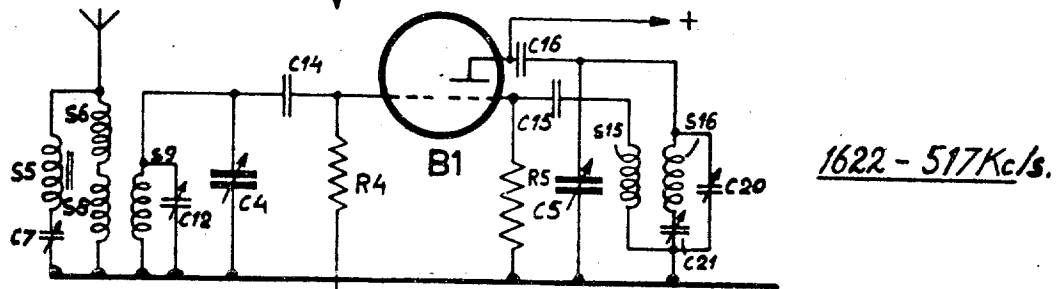 +
C16
C14
S6
C15
S15
S16
S9
S5
B1
1622 - 517Kc/s.
R4
R5
C20
S8
C12
C4
C5
C7
C21